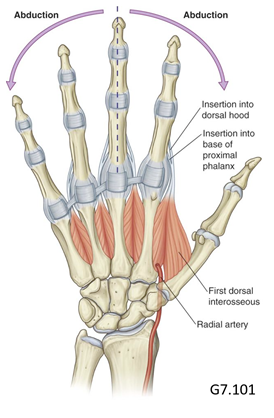 Abduction
Abduction
Insertion into
dorsal hood
Insertion into
base of
proximal
phalanx
First dorsal
interosseous
Radial artery
G7.101